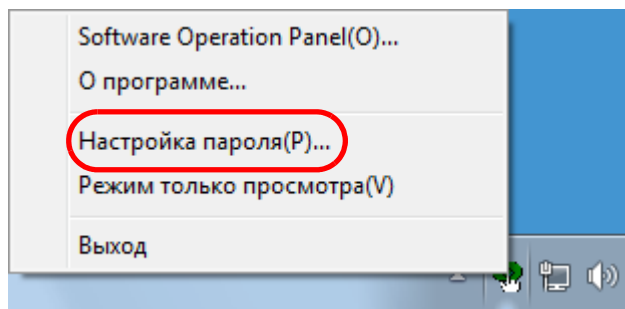 Software Operation Panel(O)...
О программе...
Настройка пароля(P)...
Режим только просмотра(V)
Выход